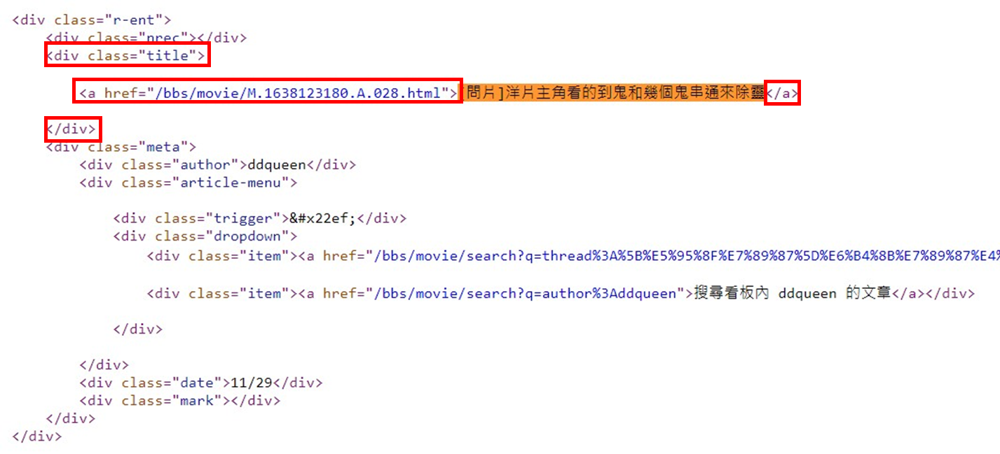 <div class="r-ent">
<div class="nrec"></div>
<div class="title">
<a href="/bbs/movie/M.1638123180.A.028.html">[問片]洋片主角看的到鬼和幾個鬼串通來除靈</a>
</div>
<div class="meta">
<div class="author">ddqueen</div>
<div class="article-menu">
<div class="trigger">&#x22ef;</div>
<div class="dropdown">
<div class="item"><a href="/bbs/movie/search?q=thread%3A%5B%E5%95%8F%E7%89%87%5D%E6%B4%8B%E7%89%87%E4%
<div class="item"><a href="/bbs/movie/search?q=author%3Addqueen">搜尋看板內 ddqueen 的文章</a></div>
</div>
</div>
<div class="date">11/29</div>
<div class="mark"></div>
</div>
</div>